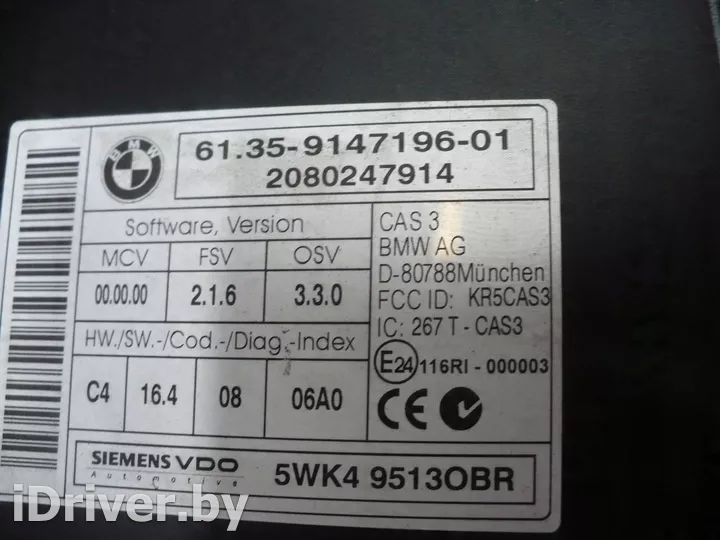 BMW
61.35-9147196-01
2080247914
Software, Version
MCV FSV OSV
00.00.00 2.1.6 3.3.0
HW./SW.-/Cod.-/Diag.-Index
C4 16.4 08 06A0
CAS 3
BMW AG
D-80788München
FCC ID: KR5CAS3
IC: 267 T - CAS3
E24 116RI - 000003
CE
SIEMENS VDO
Automotive
5WK4 9513OBR
iDriver.by